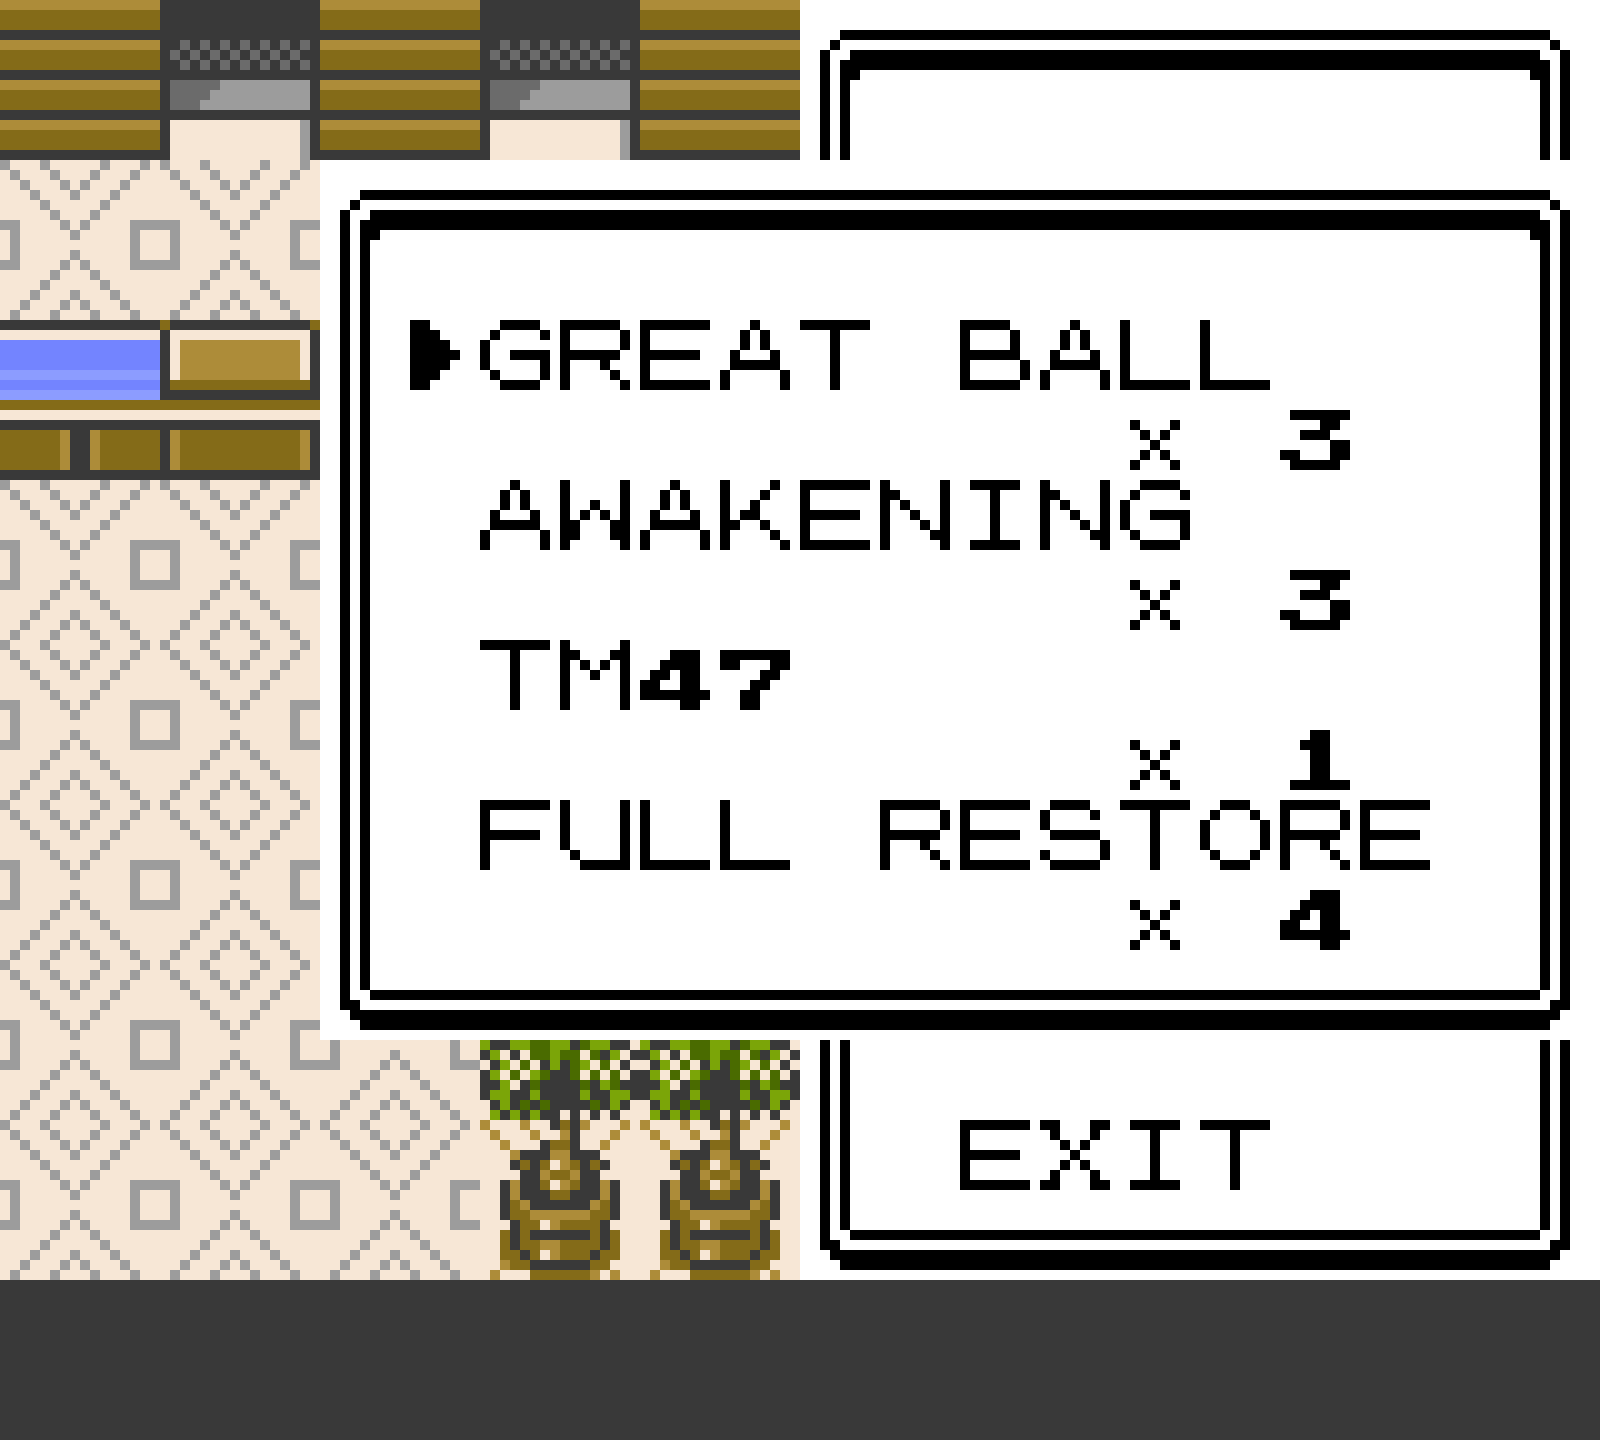 ▶GREAT BALL
× 3
AWAKENING
× 3
TM47
× 1
FULL RESTORE
× 4
EXIT